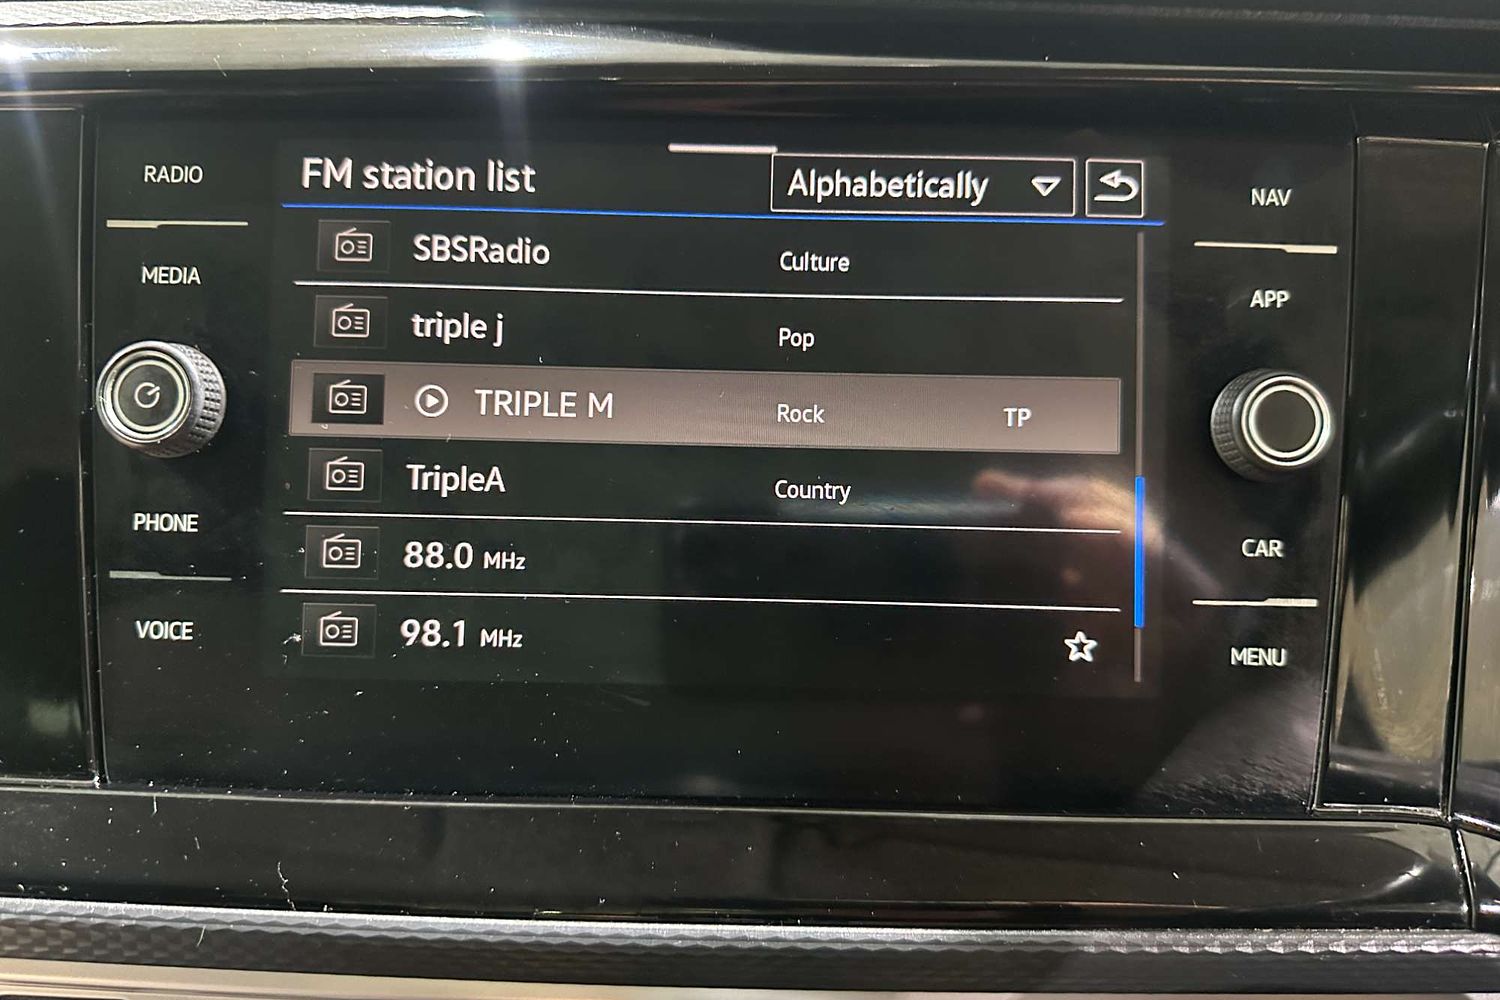 RADIO
MEDIA
PHONE
VOICE
FM station list
Alphabetically
SBSRadio Culture
triple j Pop
TRIPLE M Rock TP
TripleA Country
88.0 MHz
98.1 MHz
NAV
APP
CAR
MENU